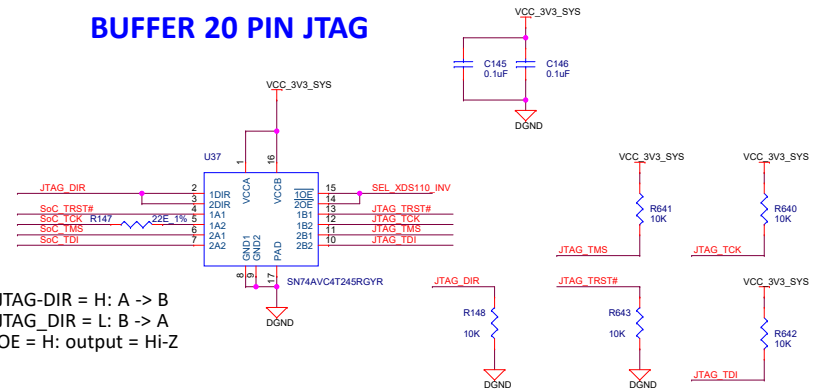 BUFFER 20 PIN JTAG
VCC_3V3_SYS
C145
0.1uF
C146
0.1uF
DGND
VCC_3V3_SYS
U37
1
16
VCCA
VCCB
JTAG_DIR
2
1DIR
3
2DIR
SoC_TRST#
4
1A1
SoC_TCK
R147
22E_1%
5
1A2
SoC_TMS
6
2A1
SoC_TDI
7
2A2
1OE
15
SEL_XDS110_INV
2OE
14
1B1
13
JTAG_TRST#
1B2
12
JTAG_TCK
2B1
11
JTAG_TMS
2B2
10
JTAG_TDI
GND1
GND2
PAD
8
9
17
SN74AVC4T245RGYR
DGND
JTAG-DIR = H: A -> B
JTAG_DIR = L: B -> A
OE = H: output = Hi-Z
VCC_3V3_SYS
R641
10K
JTAG_TMS
VCC_3V3_SYS
R640
10K
JTAG_TCK
JTAG_DIR
R148
10K
DGND
JTAG_TRST#
R643
10K
DGND
VCC_3V3_SYS
R642
10K
JTAG_TDI